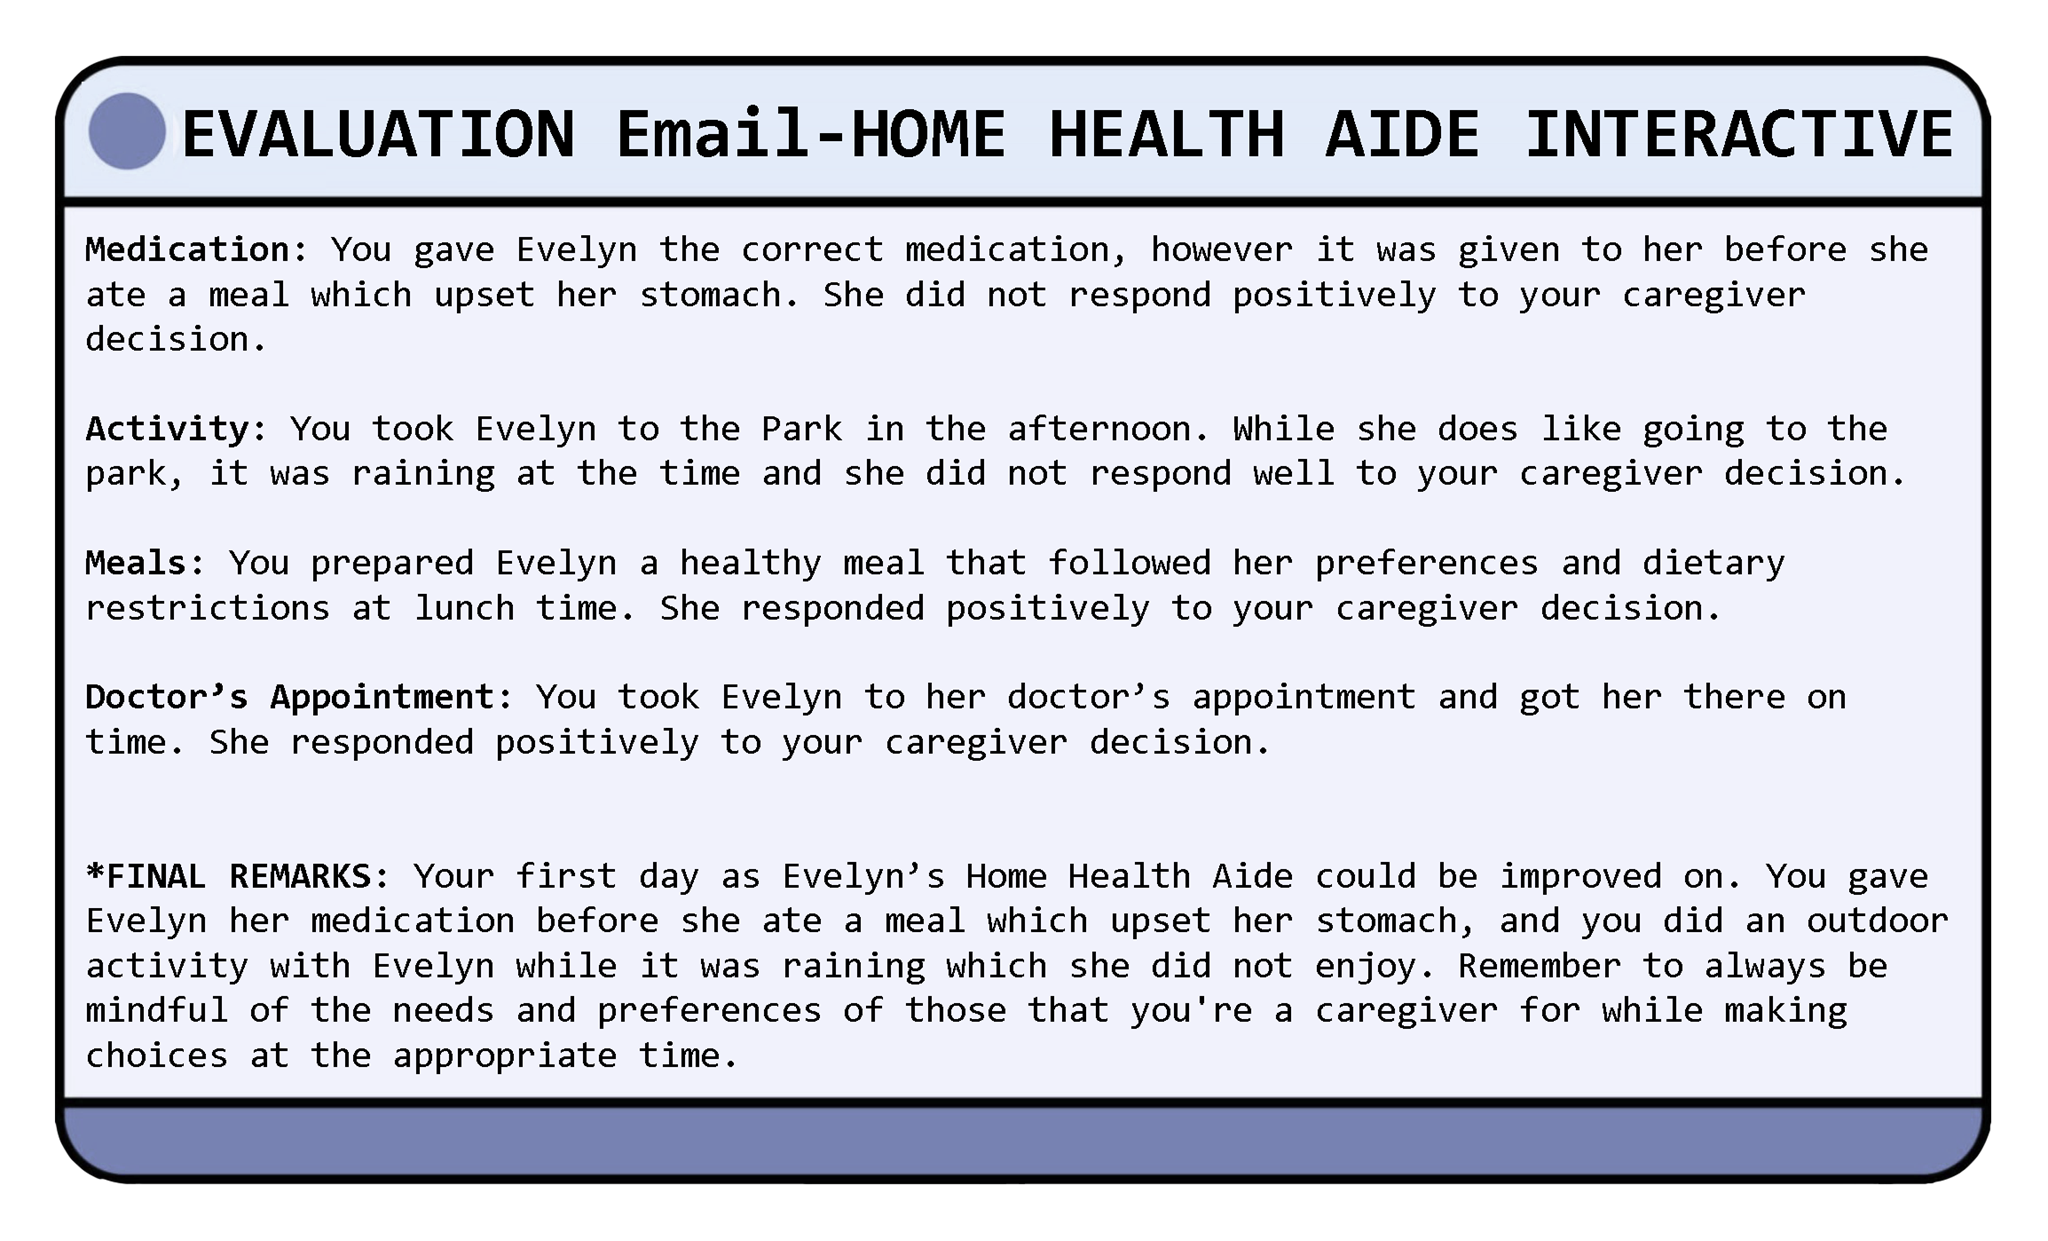 EVALUATION Email-HOME HEALTH AIDE INTERACTIVE
Medication: You gave Evelyn the correct medication, however it was given to her before she
ate a meal which upset her stomach. She did not respond positively to your caregiver
decision.
Activity: You took Evelyn to the Park in the afternoon. While she does like going to the
park, it was raining at the time and she did not respond well to your caregiver decision.
Meals: You prepared Evelyn a healthy meal that followed her preferences and dietary
restrictions at lunch time. She responded positively to your caregiver decision.
Doctor’s Appointment: You took Evelyn to her doctor’s appointment and got her there on
time. She responded positively to your caregiver decision.
*FINAL REMARKS: Your first day as Evelyn’s Home Health Aide could be improved on. You gave
Evelyn her medication before she ate a meal which upset her stomach, and you did an outdoor
activity with Evelyn while it was raining which she did not enjoy. Remember to always be
mindful of the needs and preferences of those that you're a caregiver for while making
choices at the appropriate time.